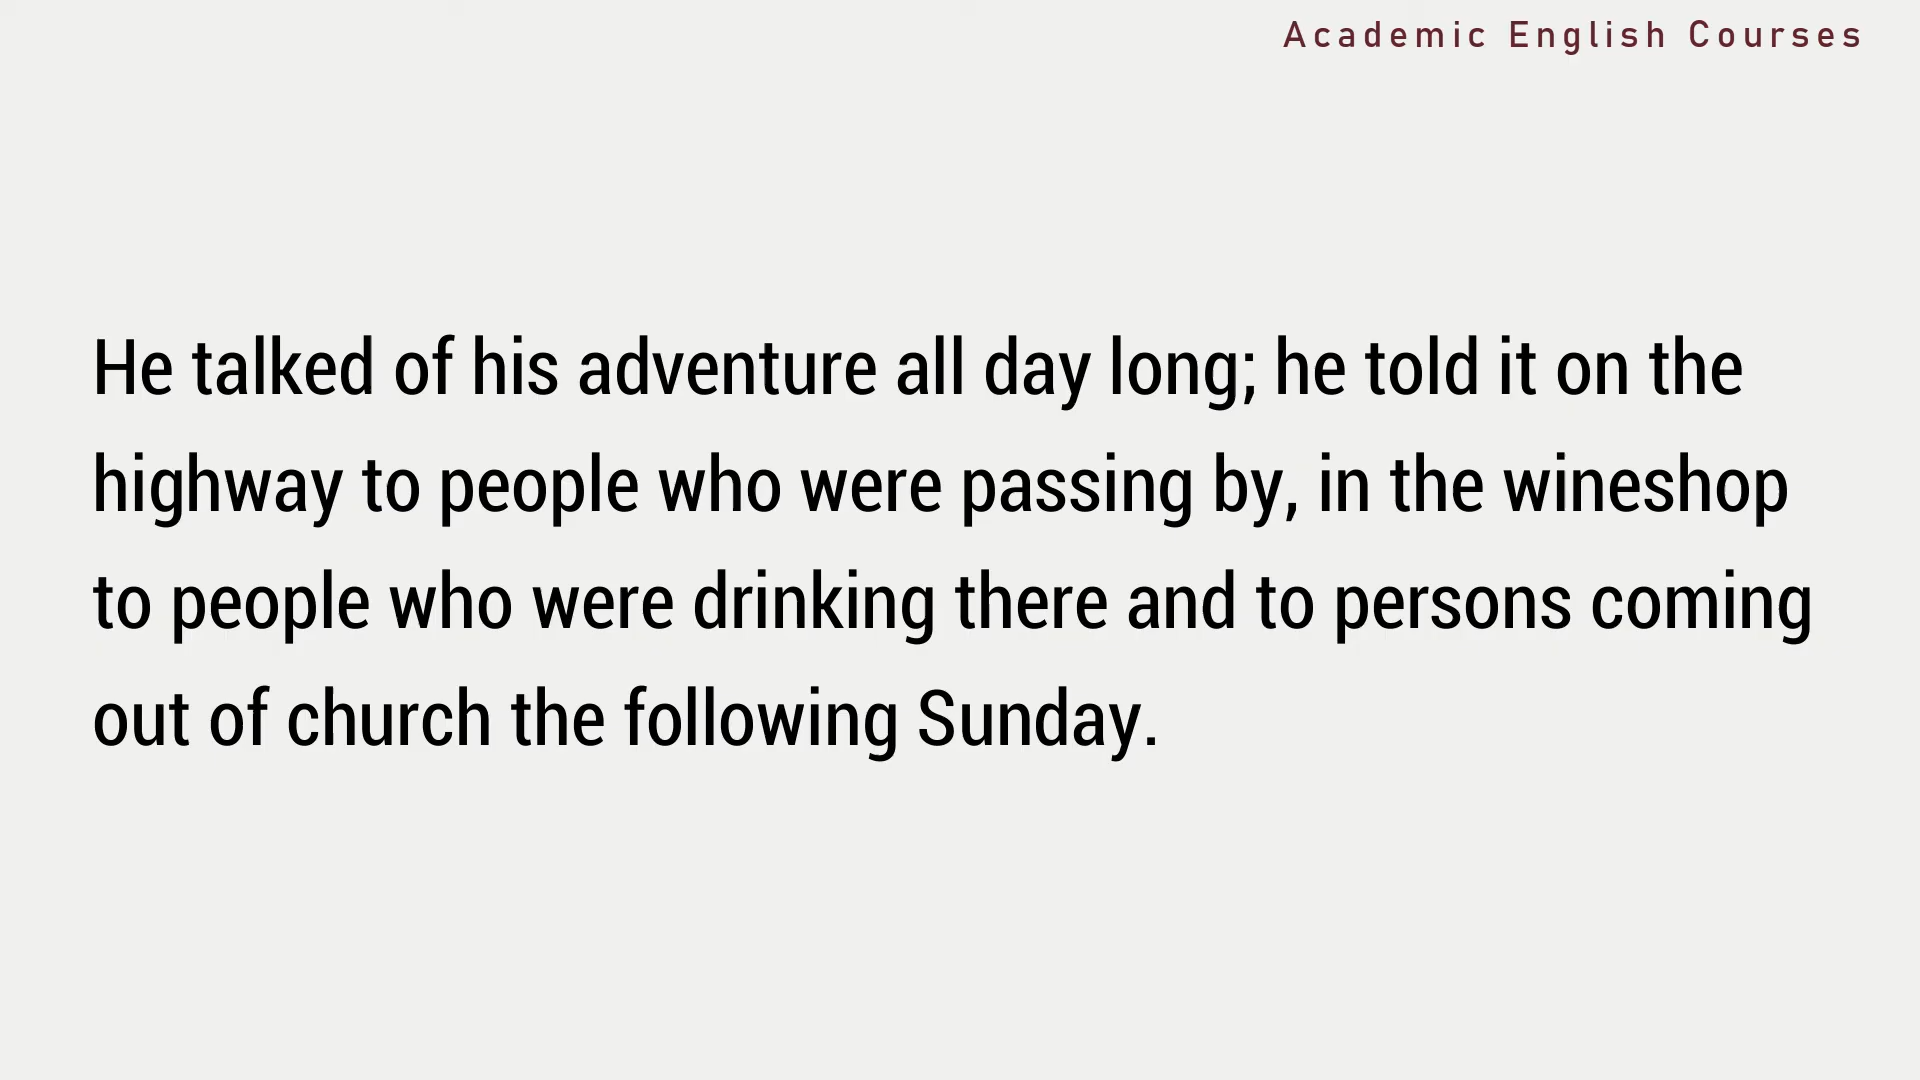 Academic English Courses
He talked of his adventure all day long; he told it on the
highway to people who were passing by, in the wineshop
to people who were drinking there and to persons coming
out of church the following Sunday.